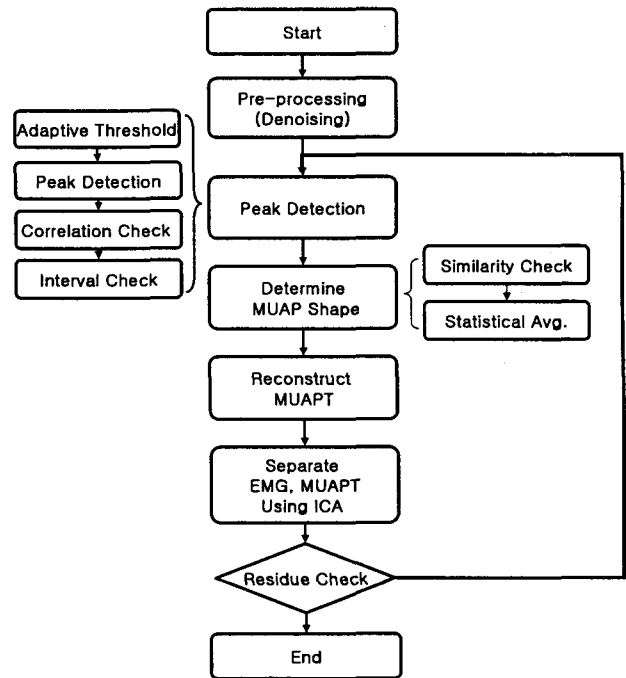 Start
Pre-processing
(Denoising)
Adaptive Threshold
Peak Detection
Correlation Check
Interval Check
Peak Detection
Determine
MUAP Shape
Similarity Check
Statistical Avg.
Reconstruct
MUAPT
Separate
EMG, MUAPT
Using ICA
Residue Check
End